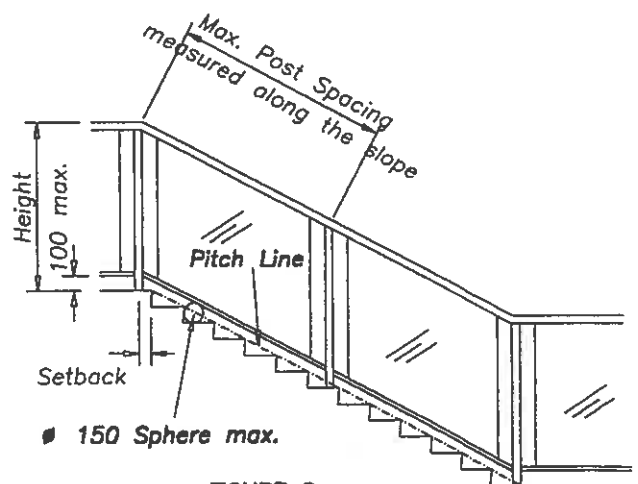 Max. Post Spacing
measured along the slope
Height
100 max.
Pitch Line
Setback
ø 150 Sphere max.